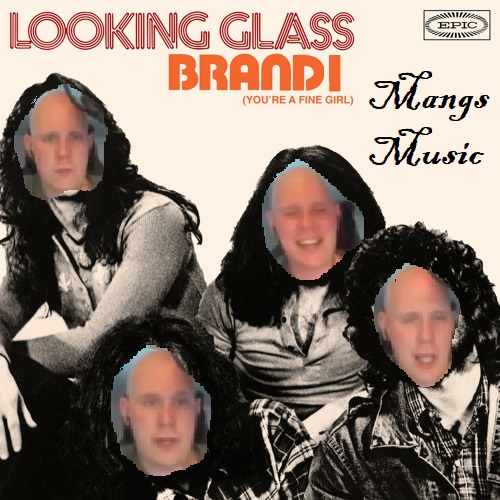 LOOKING GLASS
EPIC
BRANDI
(YOU'RE A FINE GIRL)
Mangs
Music